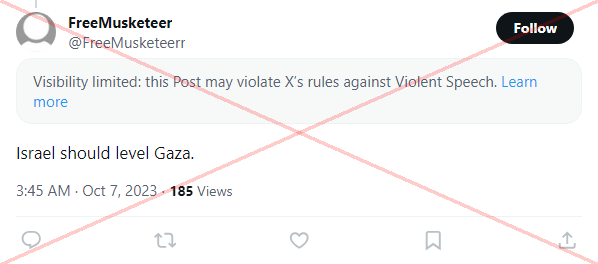 FreeMusketeer
@FreeMusketeerr
Follow
Visibility limited: this Post may violate X's rules against Violent Speech. Learn
more
Israel should level Gaza.
3:45 AM · Oct 7, 2023 · 185 Views